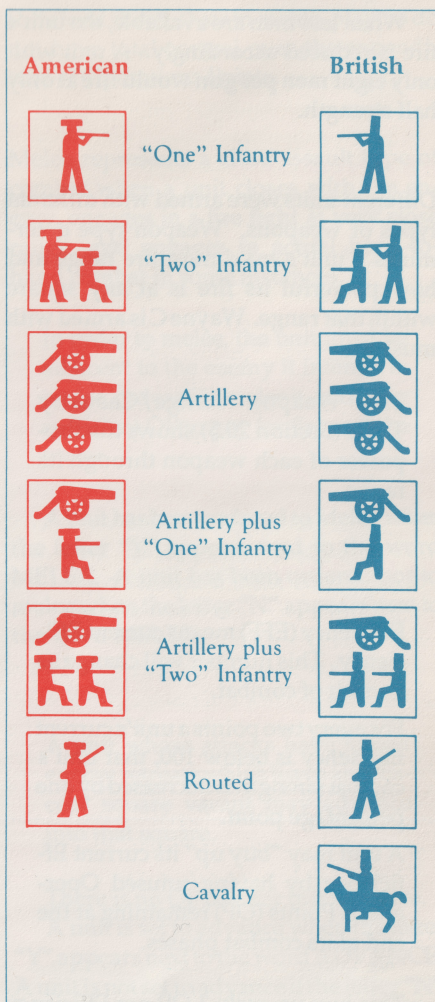 American British
“One” Infantry
“Two” Infantry
Artillery
Artillery plus
“One” Infantry
Artillery plus
“Two” Infantry
Routed
Cavalry